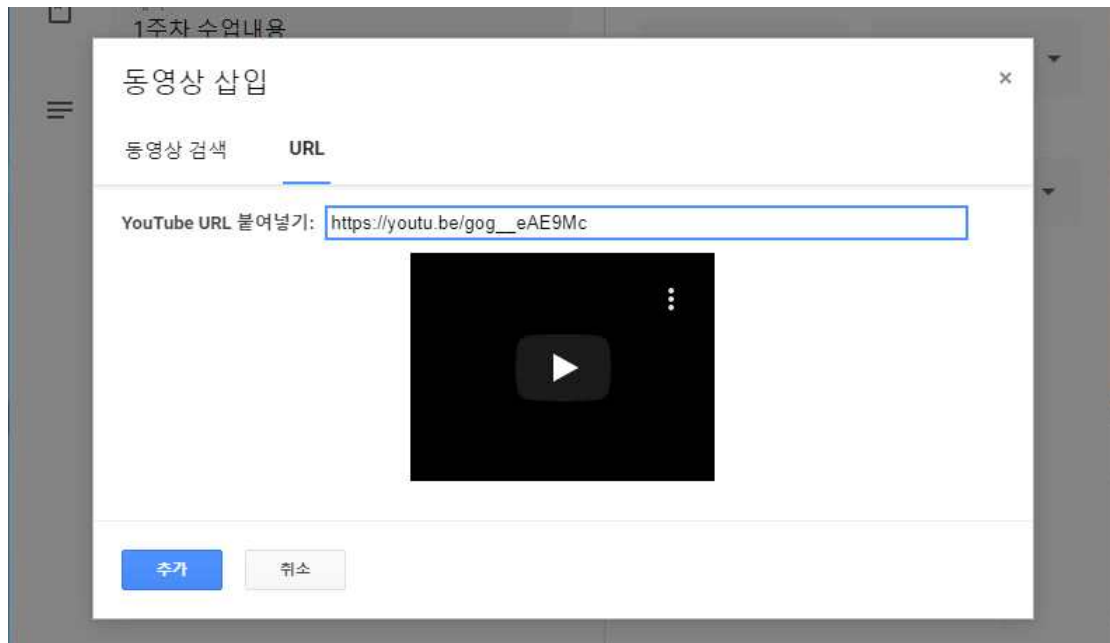 1주차 수업내용
동영상 삽입
×
동영상 검색 URL
YouTube URL 붙여넣기: https://youtu.be/gog__eAE9Mc
추가 취소